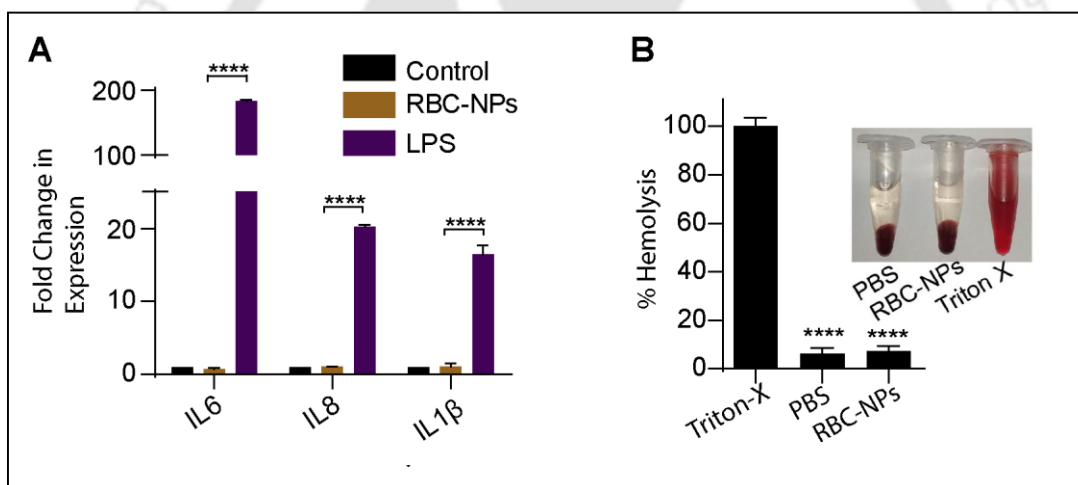 A
****
Control
RBC-NPs
LPS
200
100
20
10
0
****
****
Fold Change in
Expression
IL6
IL8
IL1β
B
100
80
60
40
20
0
% Hemolysis
PBS
RBC-NPs
Triton X
****
****
Triton-X
PBS
RBC-NPs